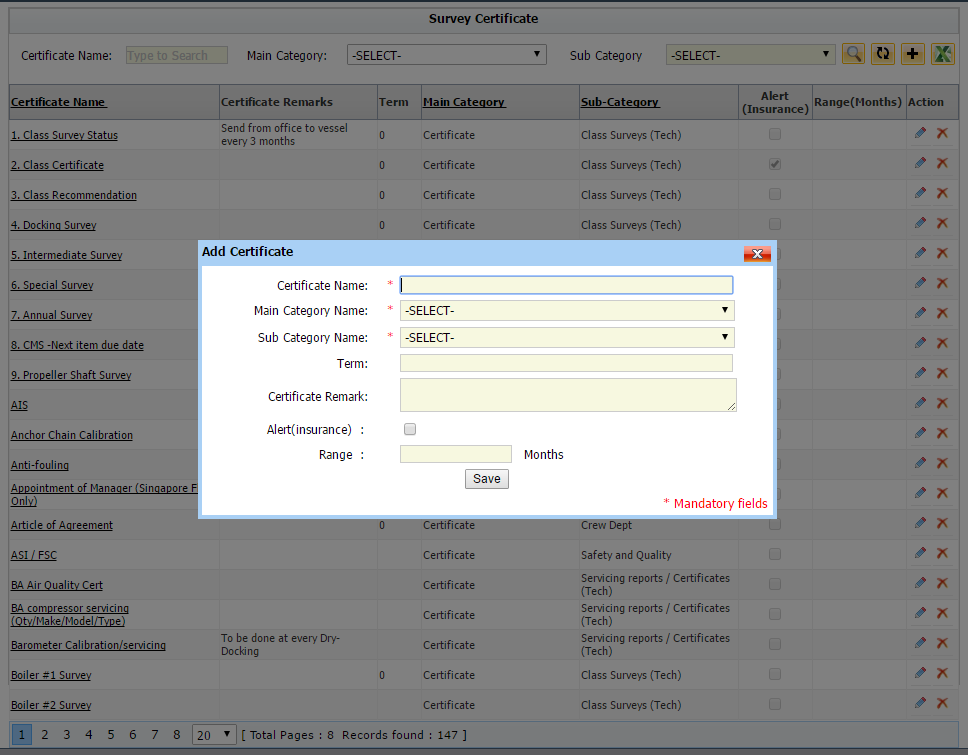 Survey Certificate
Certificate Name: Type to Search Main Category: -SELECT- Sub Category -SELECT-
Certificate Name Certificate Remarks Term Main Category Sub-Category Alert (Insurance) Range(Months) Action
1. Class Survey Status Send from office to vessel every 3 months 0 Certificate Class Surveys (Tech)
2. Class Certificate 0 Certificate Class Surveys (Tech)
3. Class Recommendation 0 Certificate Class Surveys (Tech)
4. Docking Survey 0 Certificate Class Surveys (Tech)
5. Intermediate Survey
6. Special Survey
7. Annual Survey
8. CMS -Next item due date
9. Propeller Shaft Survey
AIS
Anchor Chain Calibration
Anti-fouling
Appointment of Manager (Singapore F
Only)
Add Certificate
Certificate Name: *
Main Category Name: * -SELECT-
Sub Category Name: * -SELECT-
Term:
Certificate Remark:
Alert(insurance) :
Range : Months
Save
* Mandatory fields
Article of Agreement 0 Certificate Crew Dept
ASI / FSC Certificate Safety and Quality
BA Air Quality Cert Certificate Servicing reports / Certificates (Tech)
BA compressor servicing (Qty/Make/Model/Type) Certificate Servicing reports / Certificates (Tech)
Barometer Calibration/servicing To be done at every Dry-Docking Certificate Servicing reports / Certificates (Tech)
Boiler #1 Survey 0 Certificate Class Surveys (Tech)
Boiler #2 Survey Certificate Class Surveys (Tech)
1 2 3 4 5 6 7 8 20 [ Total Pages : 8 Records found : 147 ]